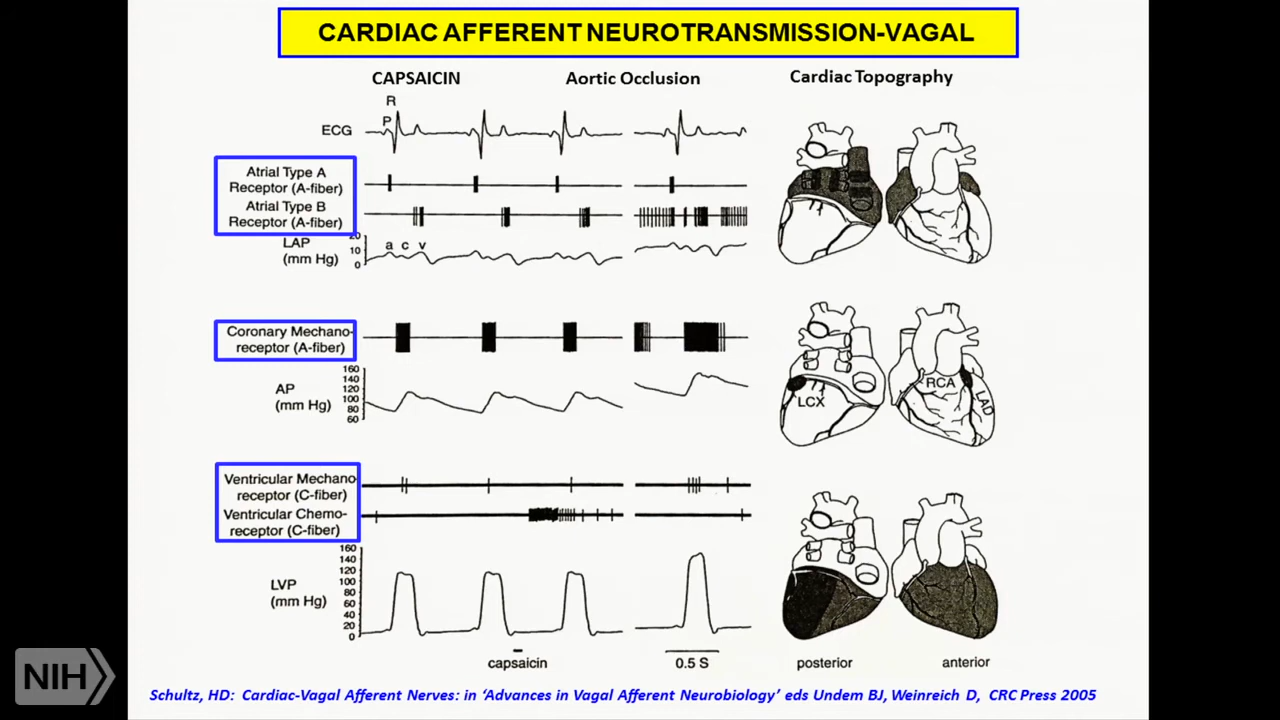 CARDIAC AFFERENT NEUROTRANSMISSION-VAGAL
CAPSAICIN
Aortic Occlusion
Cardiac Topography
R
P
ECG
Atrial Type A
Receptor (A-fiber)
Atrial Type B
Receptor (A-fiber)
LAP
(mm Hg)
20
10
0
a c v
Coronary Mechano-
receptor (A-fiber)
AP
(mm Hg)
160
140
120
100
80
60
LCX
RCA
LAD
Ventricular Mechano-
receptor (C-fiber)
Ventricular Chemo-
receptor (C-fiber)
LVP
(mm Hg)
160
140
120
100
80
60
40
20
0
capsaicin
0.5 S
posterior
anterior
NIH
Schultz, HD: Cardiac-Vagal Afferent Nerves: in ‘Advances in Vagal Afferent Neurobiology’ eds Undem BJ, Weinreich D, CRC Press 2005